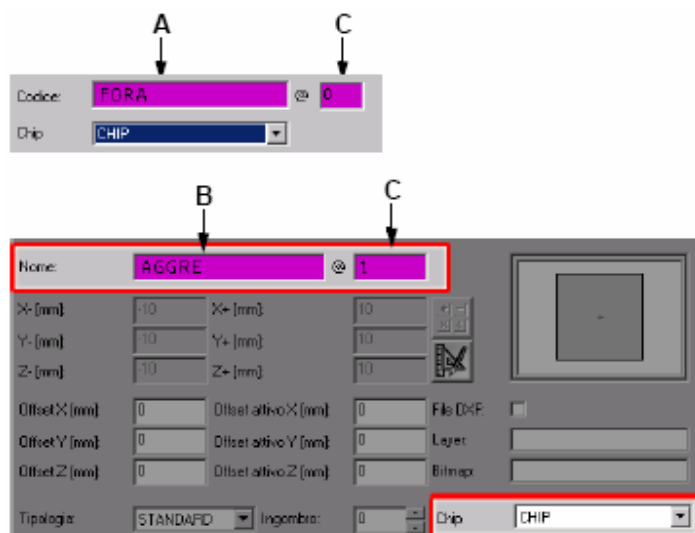 A C
Codice: FORA @ 0
Chip CHIP
B C
Nome: AGGRE @ 1
X- [mm]: -10 X+ [mm]: 10
Y- [mm]: -10 Y+ [mm]: 10
Z- [mm]: -10 Z+ [mm]: 10
Offset X [mm]: 0 Offset attivo X [mm]: 0 File DXF:
Offset Y [mm]: 0 Offset attivo Y [mm]: 0 Layer:
Offset Z [mm]: 0 Offset attivo Z [mm]: 0 Bitmap:
Tipologia: STANDARD Ingombro: 0 Chip CHIP